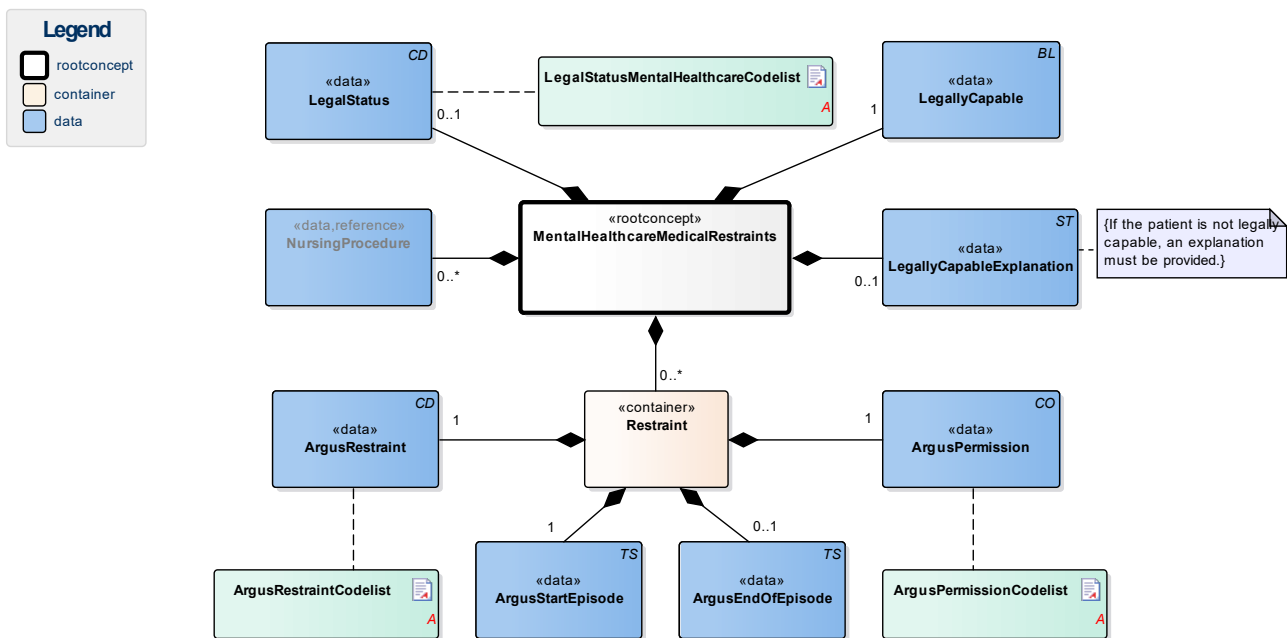 Legend
rootconcept
container
data
CD
«data»
LegalStatus
0..1
LegalStatusMentalHealthcareCodelist
A
BL
«data»
LegallyCapable
1
«data,reference»
NursingProcedure
0..*
«rootconcept»
MentalHealthcareMedicalRestraints
ST
«data»
LegallyCapableExplanation
0..1
{If the patient is not legally
capable, an explanation
must be provided.}
0..*
CD
«data»
ArgusRestraint
1
«container»
Restraint
CO
«data»
ArgusPermission
1
1
0..1
TS
«data»
ArgusStartEpisode
TS
«data»
ArgusEndOfEpisode
ArgusRestraintCodelist
A
ArgusPermissionCodelist
A